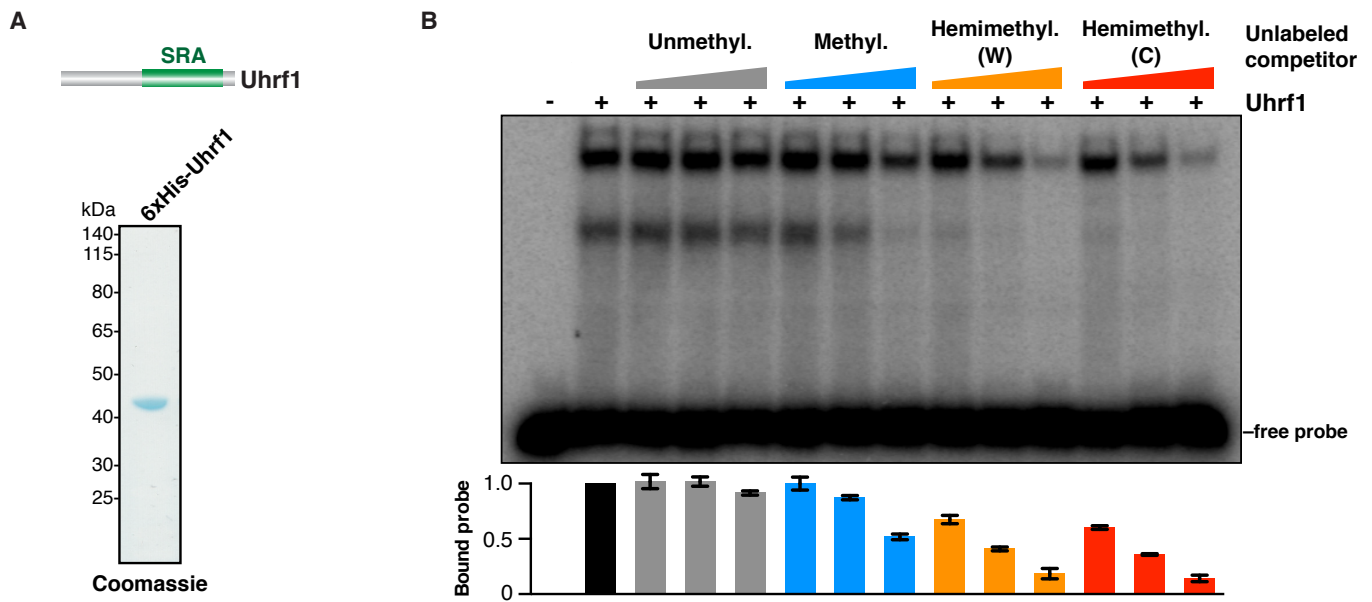 A
SRA
Uhrf1
6xHis-Uhrf1
kDa
140
115
80
65
50
40
30
25
Coomassie
B
Unmethyl. Methyl. Hemimethyl. (W) Hemimethyl. (C) Unlabeled competitor
- + + + + + + + + + + + + + Uhrf1
–free probe
Bound probe
1.0
0.5
0